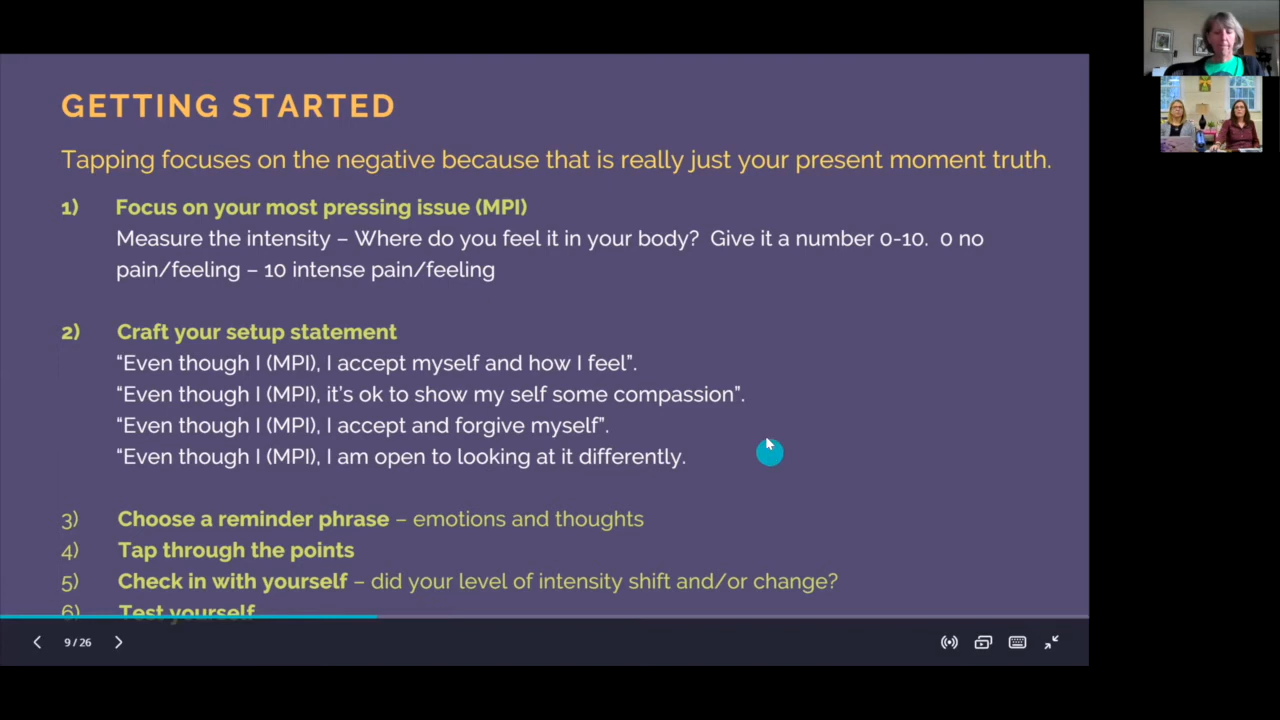 GETTING STARTED
Tapping focuses on the negative because that is really just your present moment truth.
1) Focus on your most pressing issue (MPI)
Measure the intensity – Where do you feel it in your body? Give it a number 0-10. 0 no
pain/feeling – 10 intense pain/feeling
2) Craft your setup statement
“Even though I (MPI), I accept myself and how I feel”.
“Even though I (MPI), it’s ok to show my self some compassion”.
“Even though I (MPI), I accept and forgive myself”.
“Even though I (MPI), I am open to looking at it differently.
3) Choose a reminder phrase – emotions and thoughts
4) Tap through the points
5) Check in with yourself – did your level of intensity shift and/or change?
6) Test yourself
9 / 26